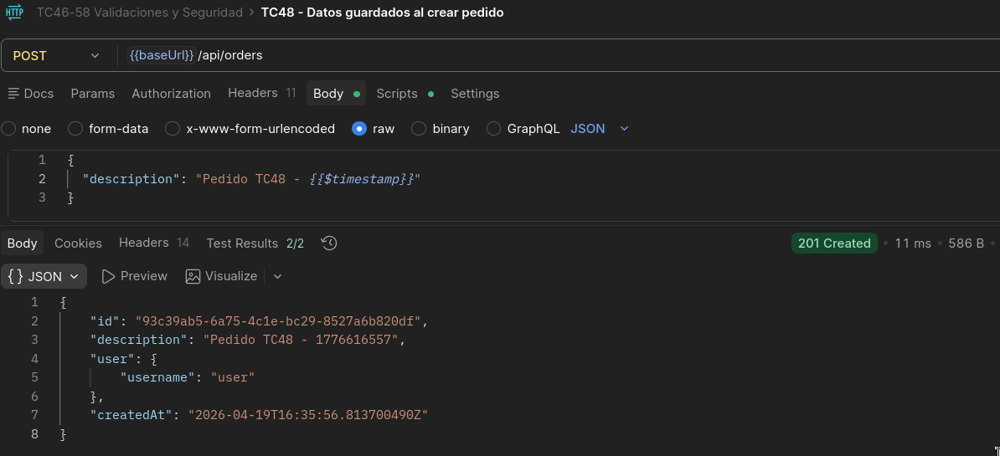 HTTP TC46-58 Validaciones y Seguridad > TC48 - Datos guardados al crear pedido
POST {{baseUrl}} /api/orders
Docs Params Authorization Headers 11 Body Scripts Settings
none form-data x-www-form-urlencoded raw binary GraphQL JSON
1 {
2 "description": "Pedido TC48 - {{$timestamp}}"
3 }
Body Cookies Headers 14 Test Results 2/2 201 Created • 11 ms • 586 B •
{} JSON Preview Visualize
1 {
2 "id": "93c39ab5-6a75-4c1e-bc29-8527a6b820df",
3 "description": "Pedido TC48 - 1776616557",
4 "user": {
5 "username": "user"
6 },
7 "createdAt": "2026-04-19T16:35:56.813700490Z"
8 }